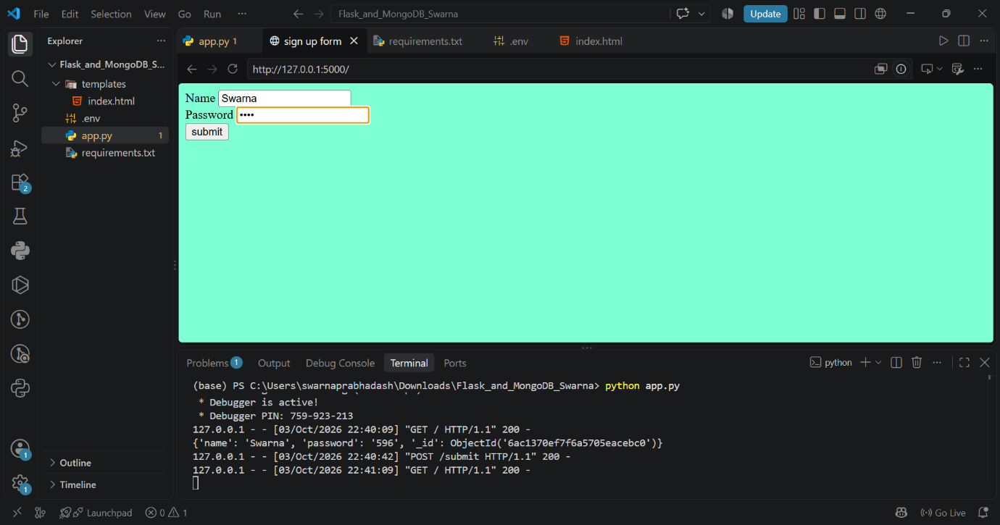 File Edit Selection View Go Run ··· Flask_and_MongoDB_Swarna Update
Explorer ···
Flask_and_MongoDB_S...
templates
index.html
.env
app.py 1
requirements.txt
Outline
Timeline
2
1
1
app.py 1 sign up form requirements.txt .env index.html
http://127.0.0.1:5000/
Name Swarna
Password ••••
submit
Problems 1 Output Debug Console Terminal Ports python
(base) PS C:\Users\swarnaprabhadash\Downloads\Flask_and_MongoDB_Swarna> python app.py
* Debugger is active!
* Debugger PIN: 759-923-213
127.0.0.1 - - [03/Oct/2026 22:40:09] "GET / HTTP/1.1" 200 -
{'name': 'Swarna', 'password': '596', '_id': ObjectId('6ac1370ef7f6a5705eacebc0')}
127.0.0.1 - - [03/Oct/2026 22:40:42] "POST /submit HTTP/1.1" 200 -
127.0.0.1 - - [03/Oct/2026 22:41:09] "GET / HTTP/1.1" 200 -
Launchpad 0 1 Go Live